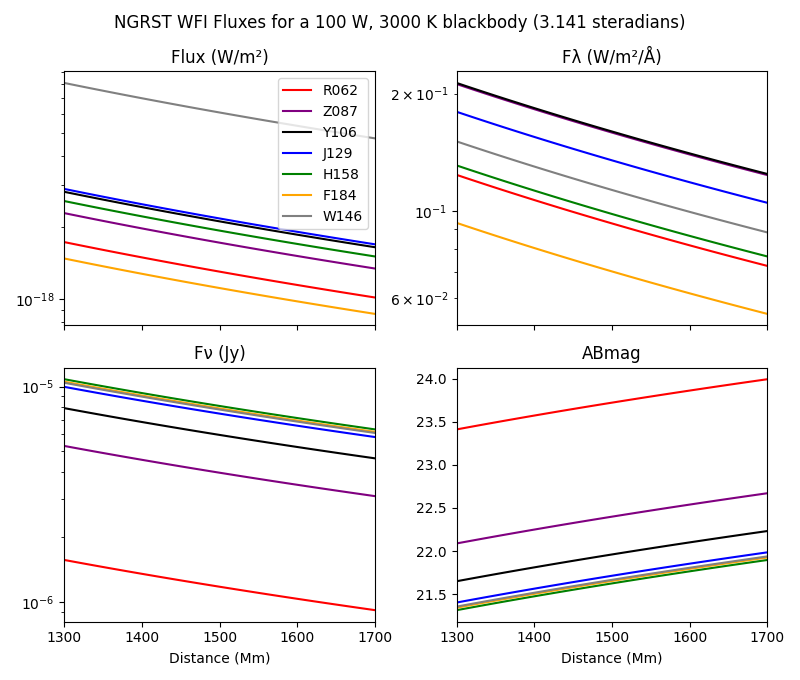 NGRST WFI Fluxes for a 100 W, 3000 K blackbody (3.141 steradians)
Flux (W/m²)
Fλ (W/m²/Å)
R062
Z087
Y106
J129
H158
F184
W146
10⁻¹⁸
2 × 10⁻¹
10⁻¹
6 × 10⁻²
Fν (Jy)
ABmag
10⁻⁵
10⁻⁶
24.0
23.5
23.0
22.5
22.0
21.5
1300 1400 1500 1600 1700
1300 1400 1500 1600 1700
Distance (Mm)
Distance (Mm)